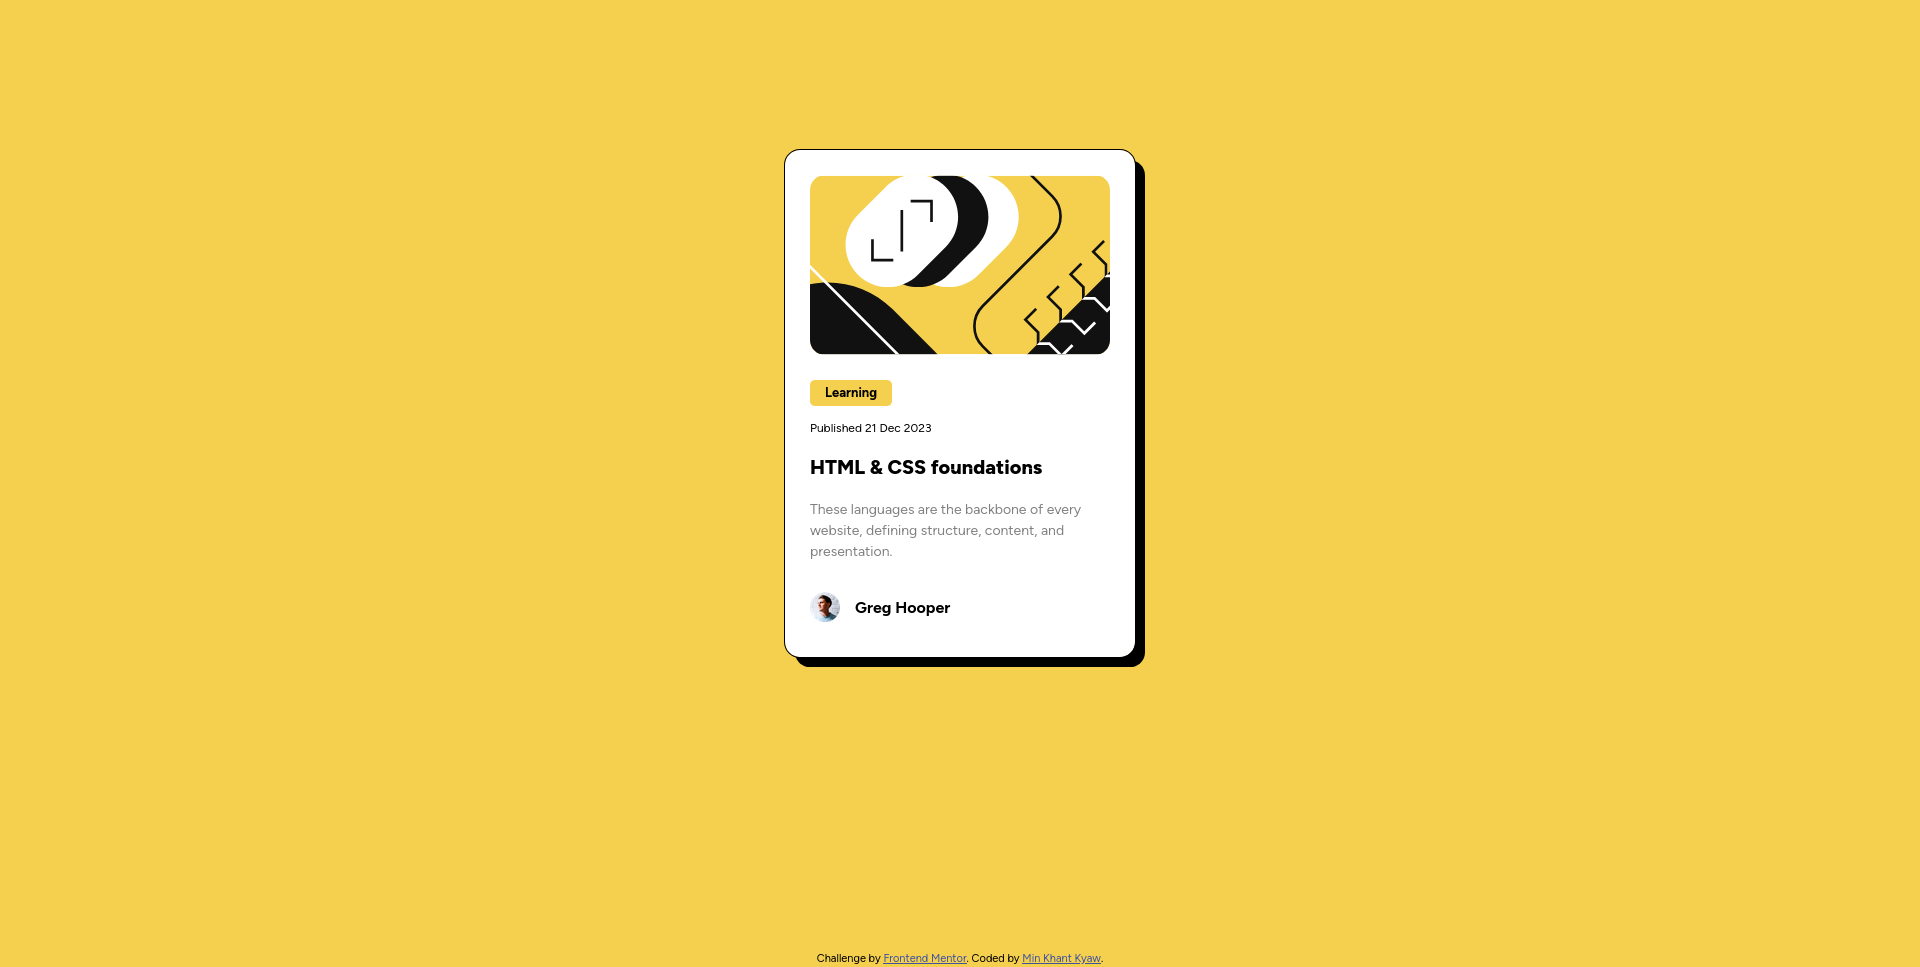 Learning
Published 21 Dec 2023
HTML & CSS foundations
These languages are the backbone of every
website, defining structure, content, and
presentation.
Greg Hooper
Challenge by Frontend Mentor. Coded by Min Khant Kyaw.